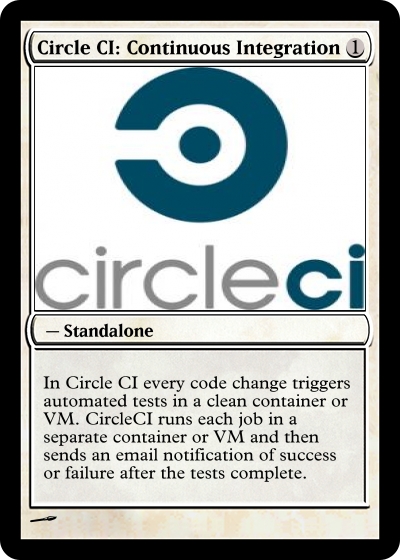 Circle CI: Continuous Integration 1
circleci
— Standalone
In Circle CI every code change triggers
automated tests in a clean container or
VM. CircleCI runs each job in a
separate container or VM and then
sends an email notification of success
or failure after the tests complete.